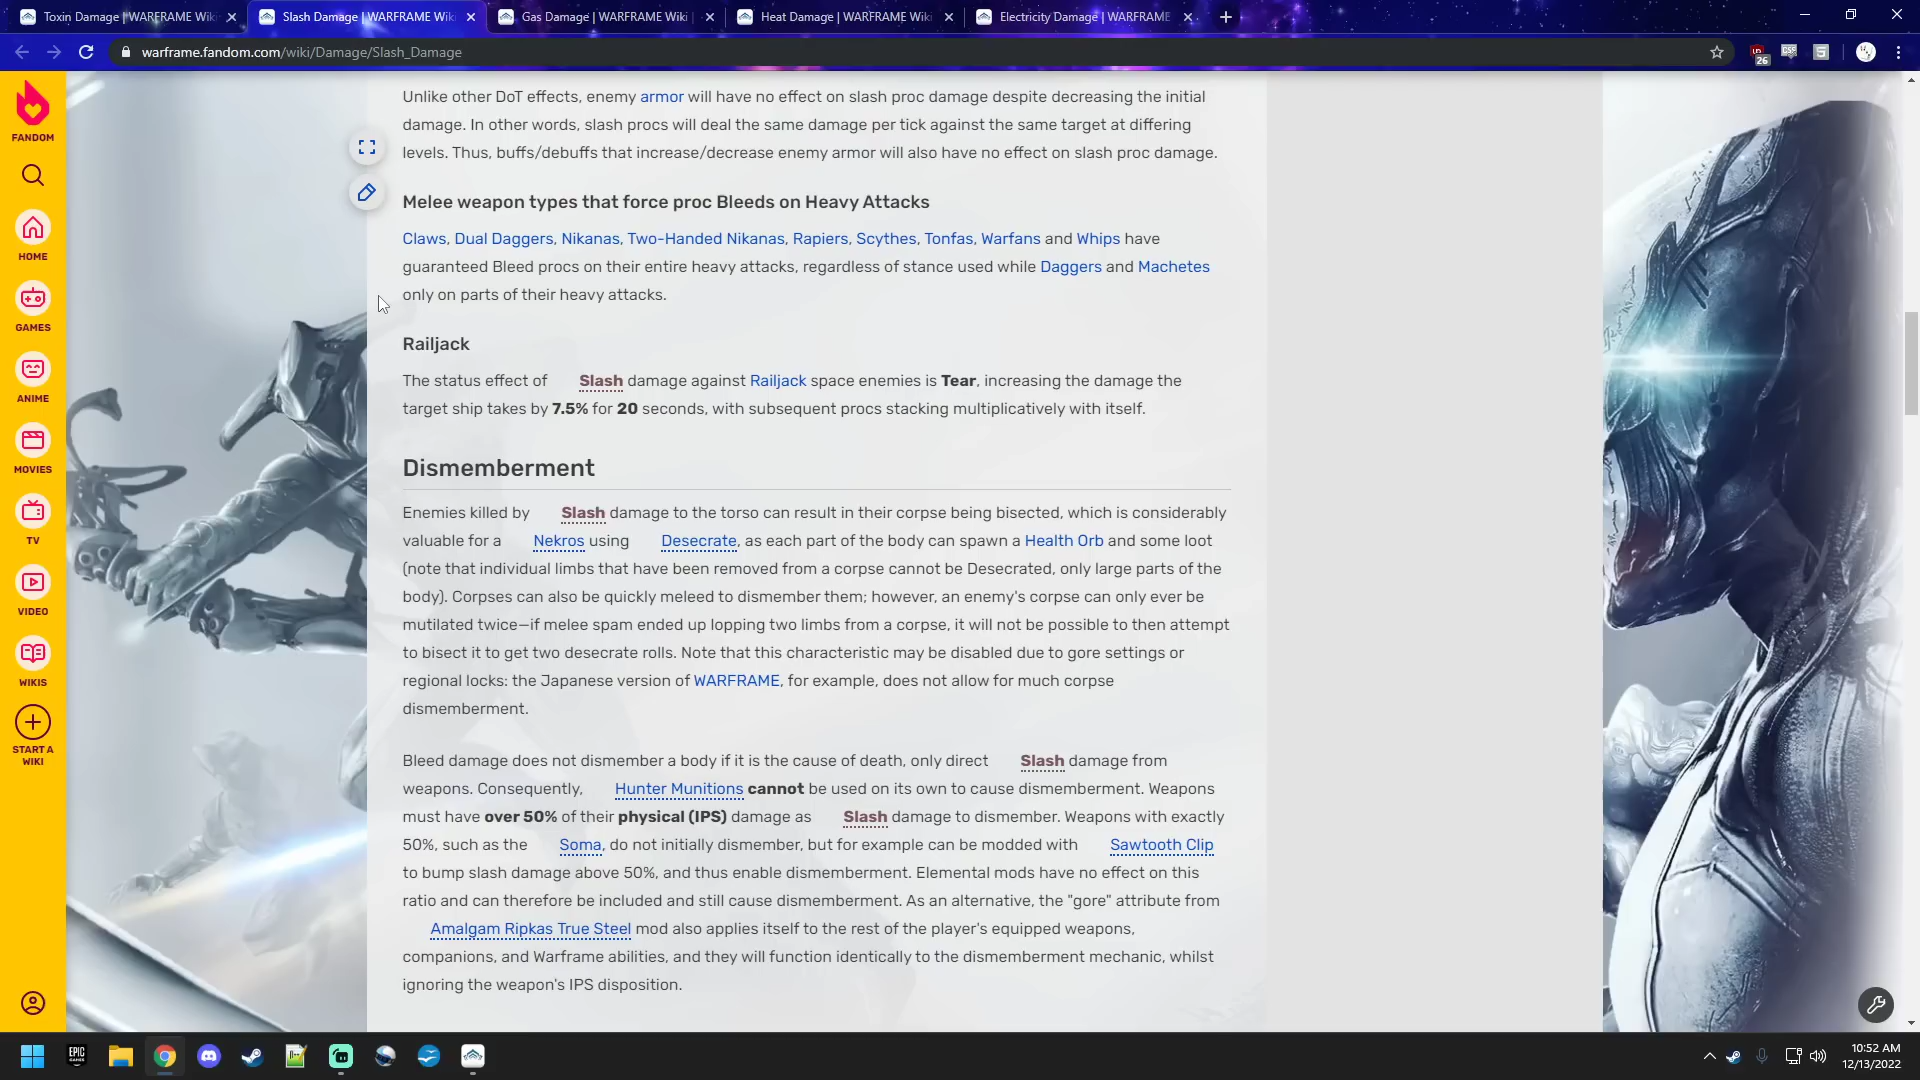 Toxin Damage | WARFRAME Wiki
Slash Damage | WARFRAME Wiki
Gas Damage | WARFRAME Wiki |
Heat Damage | WARFRAME Wiki
Electricity Damage | WARFRAME
warframe.fandom.com/wiki/Damage/Slash_Damage
26
FANDOM
HOME
GAMES
ANIME
MOVIES
TV
VIDEO
WIKIS
START A
WIKI
Unlike other DoT effects, enemy armor will have no effect on slash proc damage despite decreasing the initial
damage. In other words, slash procs will deal the same damage per tick against the same target at differing
levels. Thus, buffs/debuffs that increase/decrease enemy armor will also have no effect on slash proc damage.
Melee weapon types that force proc Bleeds on Heavy Attacks
Claws, Dual Daggers, Nikanas, Two-Handed Nikanas, Rapiers, Scythes, Tonfas, Warfans and Whips have
guaranteed Bleed procs on their entire heavy attacks, regardless of stance used while Daggers and Machetes
only on parts of their heavy attacks.
Railjack
The status effect of Slash damage against Railjack space enemies is Tear, increasing the damage the
target ship takes by 7.5% for 20 seconds, with subsequent procs stacking multiplicatively with itself.
Dismemberment
Enemies killed by Slash damage to the torso can result in their corpse being bisected, which is considerably
valuable for a Nekros using Desecrate, as each part of the body can spawn a Health Orb and some loot
(note that individual limbs that have been removed from a corpse cannot be Desecrated, only large parts of the
body). Corpses can also be quickly meleed to dismember them; however, an enemy's corpse can only ever be
mutilated twice—if melee spam ended up lopping two limbs from a corpse, it will not be possible to then attempt
to bisect it to get two desecrate rolls. Note that this characteristic may be disabled due to gore settings or
regional locks: the Japanese version of WARFRAME, for example, does not allow for much corpse
dismemberment.
Bleed damage does not dismember a body if it is the cause of death, only direct Slash damage from
weapons. Consequently, Hunter Munitions cannot be used on its own to cause dismemberment. Weapons
must have over 50% of their physical (IPS) damage as Slash damage to dismember. Weapons with exactly
50%, such as the Soma, do not initially dismember, but for example can be modded with Sawtooth Clip
to bump slash damage above 50%, and thus enable dismemberment. Elemental mods have no effect on this
ratio and can therefore be included and still cause dismemberment. As an alternative, the "gore" attribute from
Amalgam Ripkas True Steel mod also applies itself to the rest of the player's equipped weapons,
companions, and Warframe abilities, and they will function identically to the dismemberment mechanic, whilst
ignoring the weapon's IPS disposition.
10:52 AM
12/13/2022